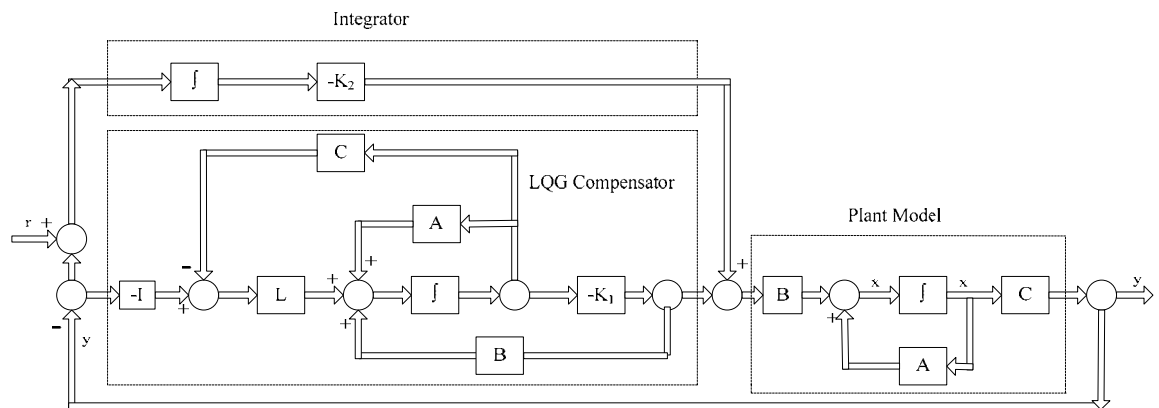 Integrator
∫
-K₂
C
LQG Compensator
A
Plant Model
r +
-
+
+
+
-I
+
L
+
∫
-K₁
B
x
∫
x
C
y
-
y
+
B
+
A